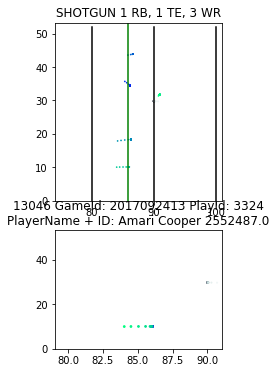 SHOTGUN 1 RB, 1 TE, 3 WR
50
40
30
20
10
0
80 90 100
13046 GameId: 2017092413 PlayId: 3324
PlayerName + ID: Amari Cooper 2552487.0
40
20
0
80.0 82.5 85.0 87.5 90.0